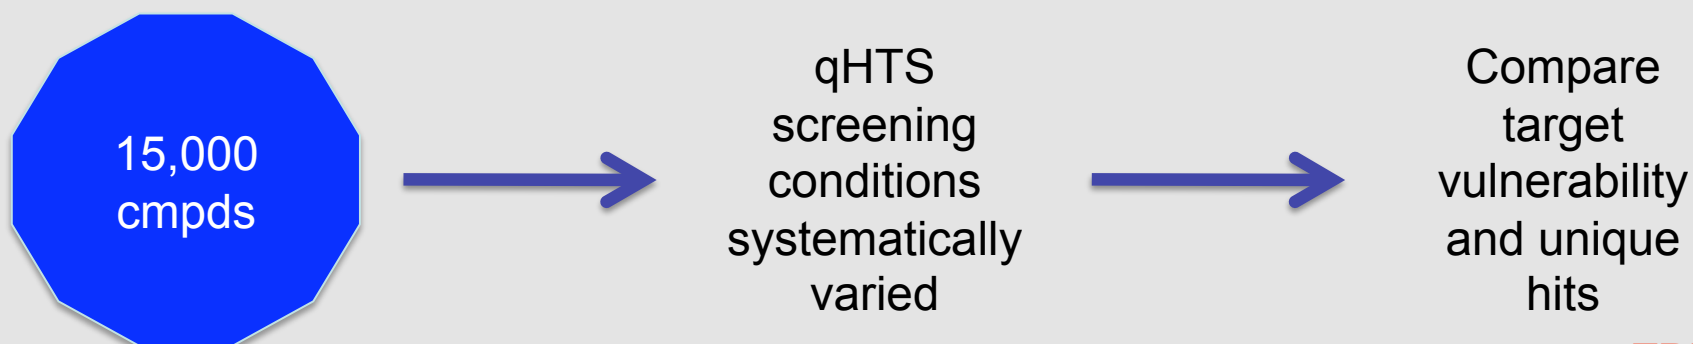 15,000
cmpds
qHTS
screening
conditions
systematically
varied
Compare
target
vulnerability
and unique
hits